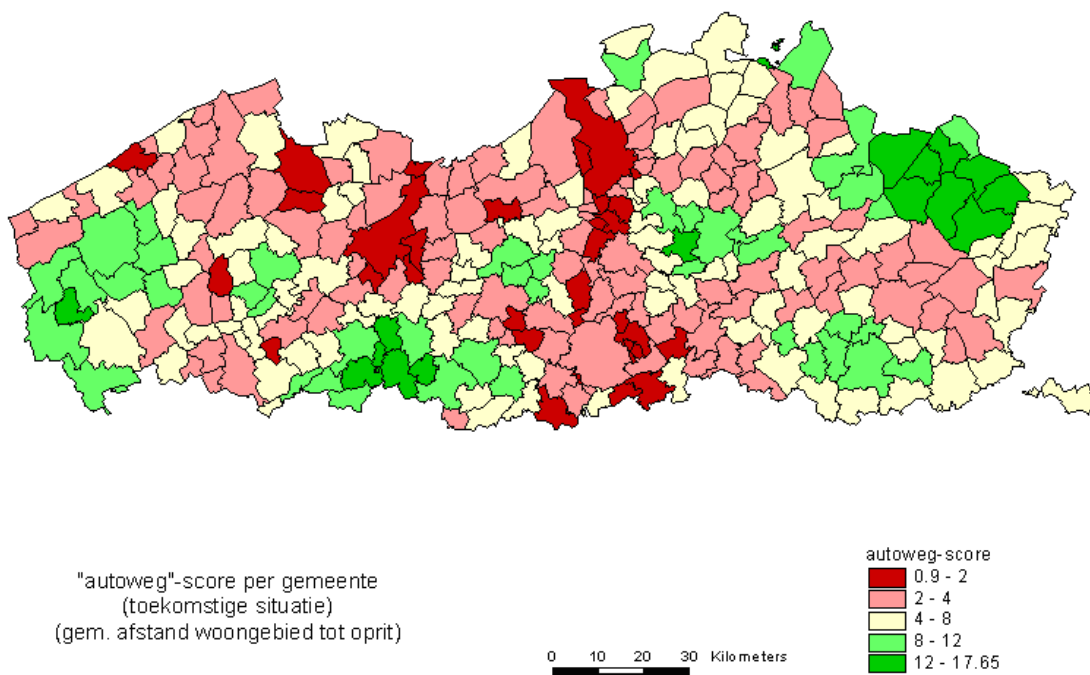 "autoweg"-score per gemeente
(toekomstige situatie)
(gem. afstand woongebied tot oprit)
0 10 20 30 Kilometers
autoweg-score
0.9 - 2
2 - 4
4 - 8
8 - 12
12 - 17.65